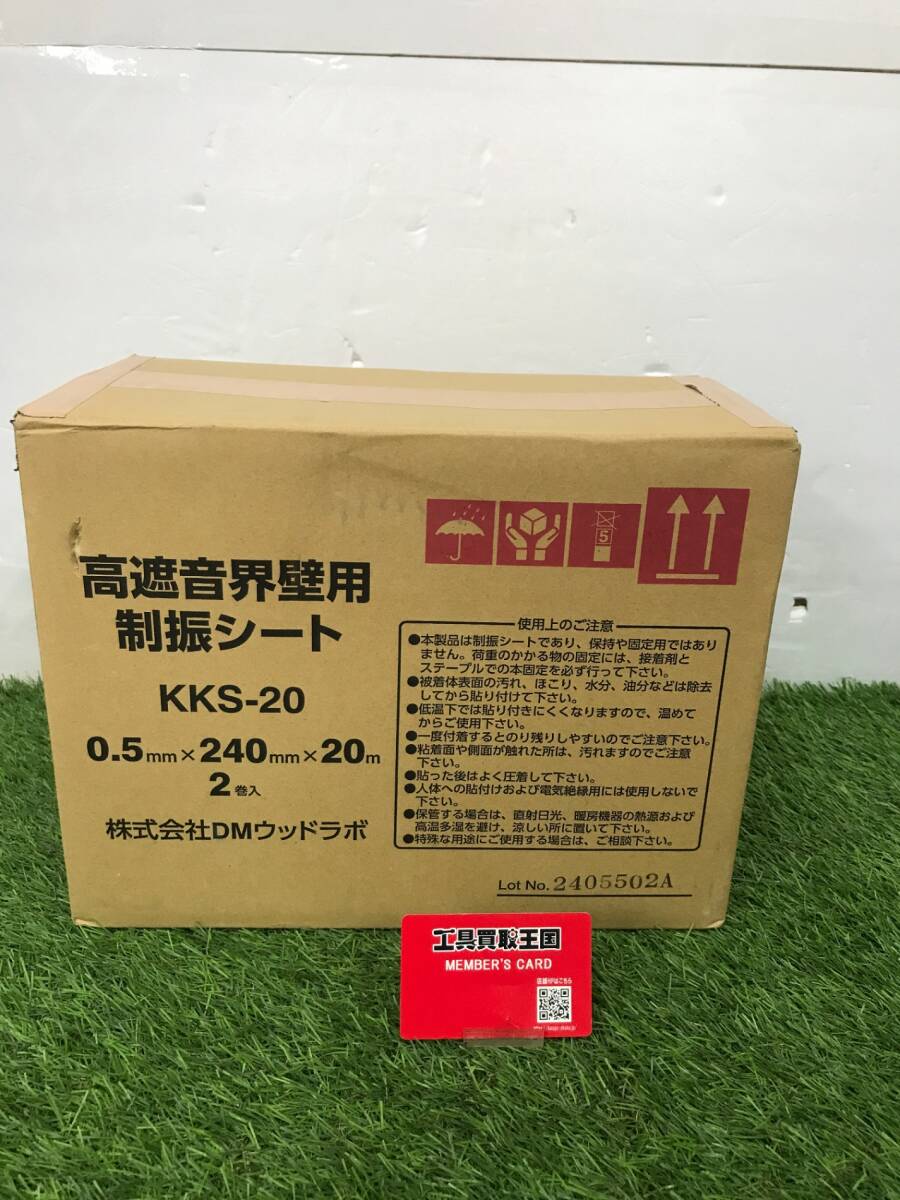 高遮音界壁用
制振シート
KKS-20
0.5mm×240mm×20m
2巻入
株式会社DMウッドラボ
5
使用上のご注意
●本製品は制振シートであり、保持や固定用ではあり
ません。荷重のかかる物の固定には、接着剤と
ステープルでの本固定を必ず行って下さい。
●被着体表面の汚れ、ほこり、水分、油分などは除去
してから貼り付けて下さい。
●低温下では貼り付きにくくなりますので、温めて
からご使用下さい。
●一度付着するとのり残りしやすいのでご注意下さい。
●粘着面や側面が触れた所は、汚れますのでご注意
下さい。
●貼った後はよく圧着して下さい。
●人体への貼付けおよび電気絶縁用には使用しないで
下さい。
●保管する場合は、直射日光、暖房機器の熱源および
高温多湿を避け、涼しい所に置いて下さい。
●特殊な用途にご使用する場合は、ご相談下さい。
Lot No. 2405502A
工具買取王国
MEMBER'S CARD
店舗HPはこちら